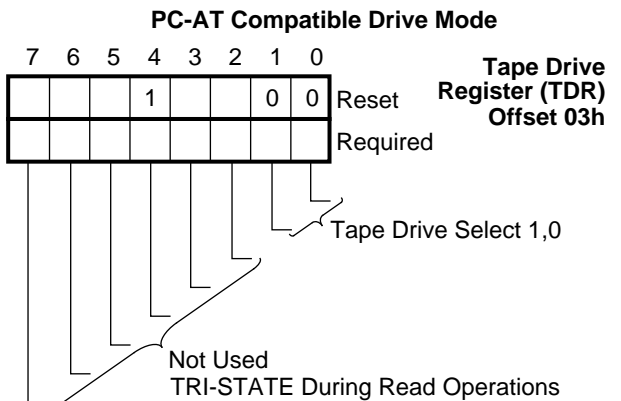 PC-AT Compatible Drive Mode
7 6 5 4 3 2 1 0
Tape Drive
Register (TDR)
Offset 03h
1 0 0 Reset
Required
Tape Drive Select 1,0
Not Used
TRI-STATE During Read Operations